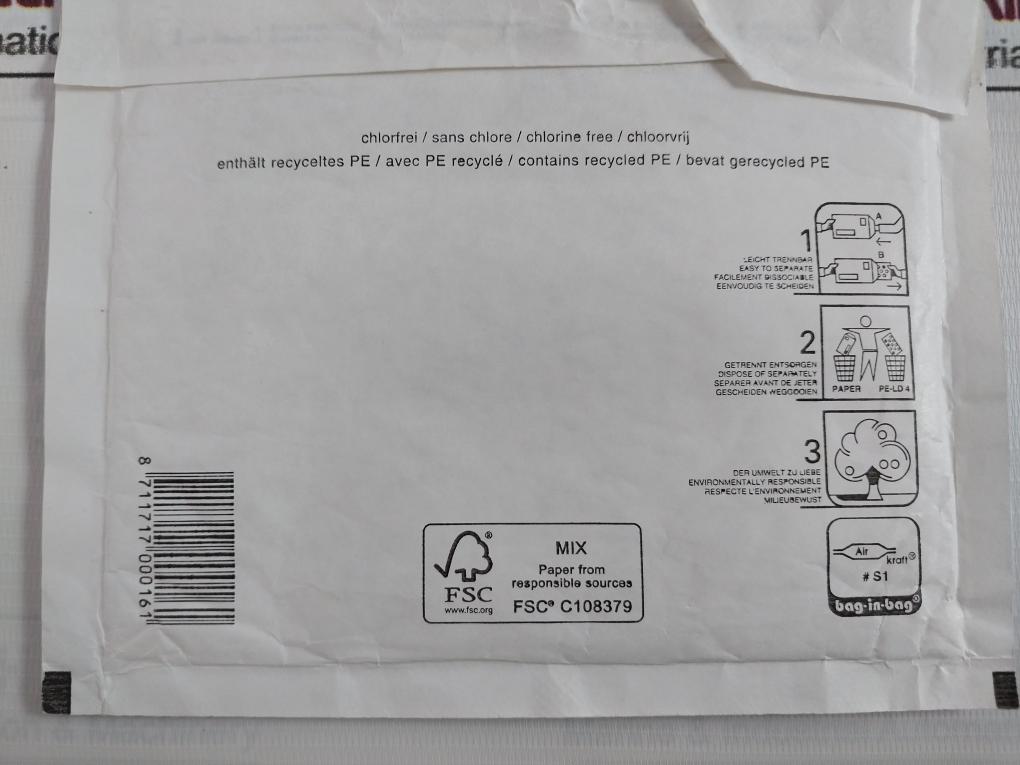 chlorfrei / sans chlore / chlorine free / chloorvrij
enthält recyceltes PE / avec PE recyclé / contains recycled PE / bevat gerecycled PE
A
B
1
LEICHT TRENNBAR
EASY TO SEPARATE
FACILEMENT DISSOCIABLE
EENVOUDIG TE SCHEIDEN
2
GETRENNT ENTSORGEN
DISPOSE OF SEPARATELY
SEPARER AVANT DE JETER
GESCHEIDEN WEGGOOIEN
PAPER PE-LD 4
3
DER UMWELT ZU LIEBE
ENVIRONMENTALLY RESPONSIBLE
RESPECTE L'ENVIRONNEMENT
MILIEUBEWUST
8 711717 000161
FSC®
www.fsc.org
MIX
Paper from
responsible sources
FSC® C108379
Air
kraft®
# S1
bag-in-bag®